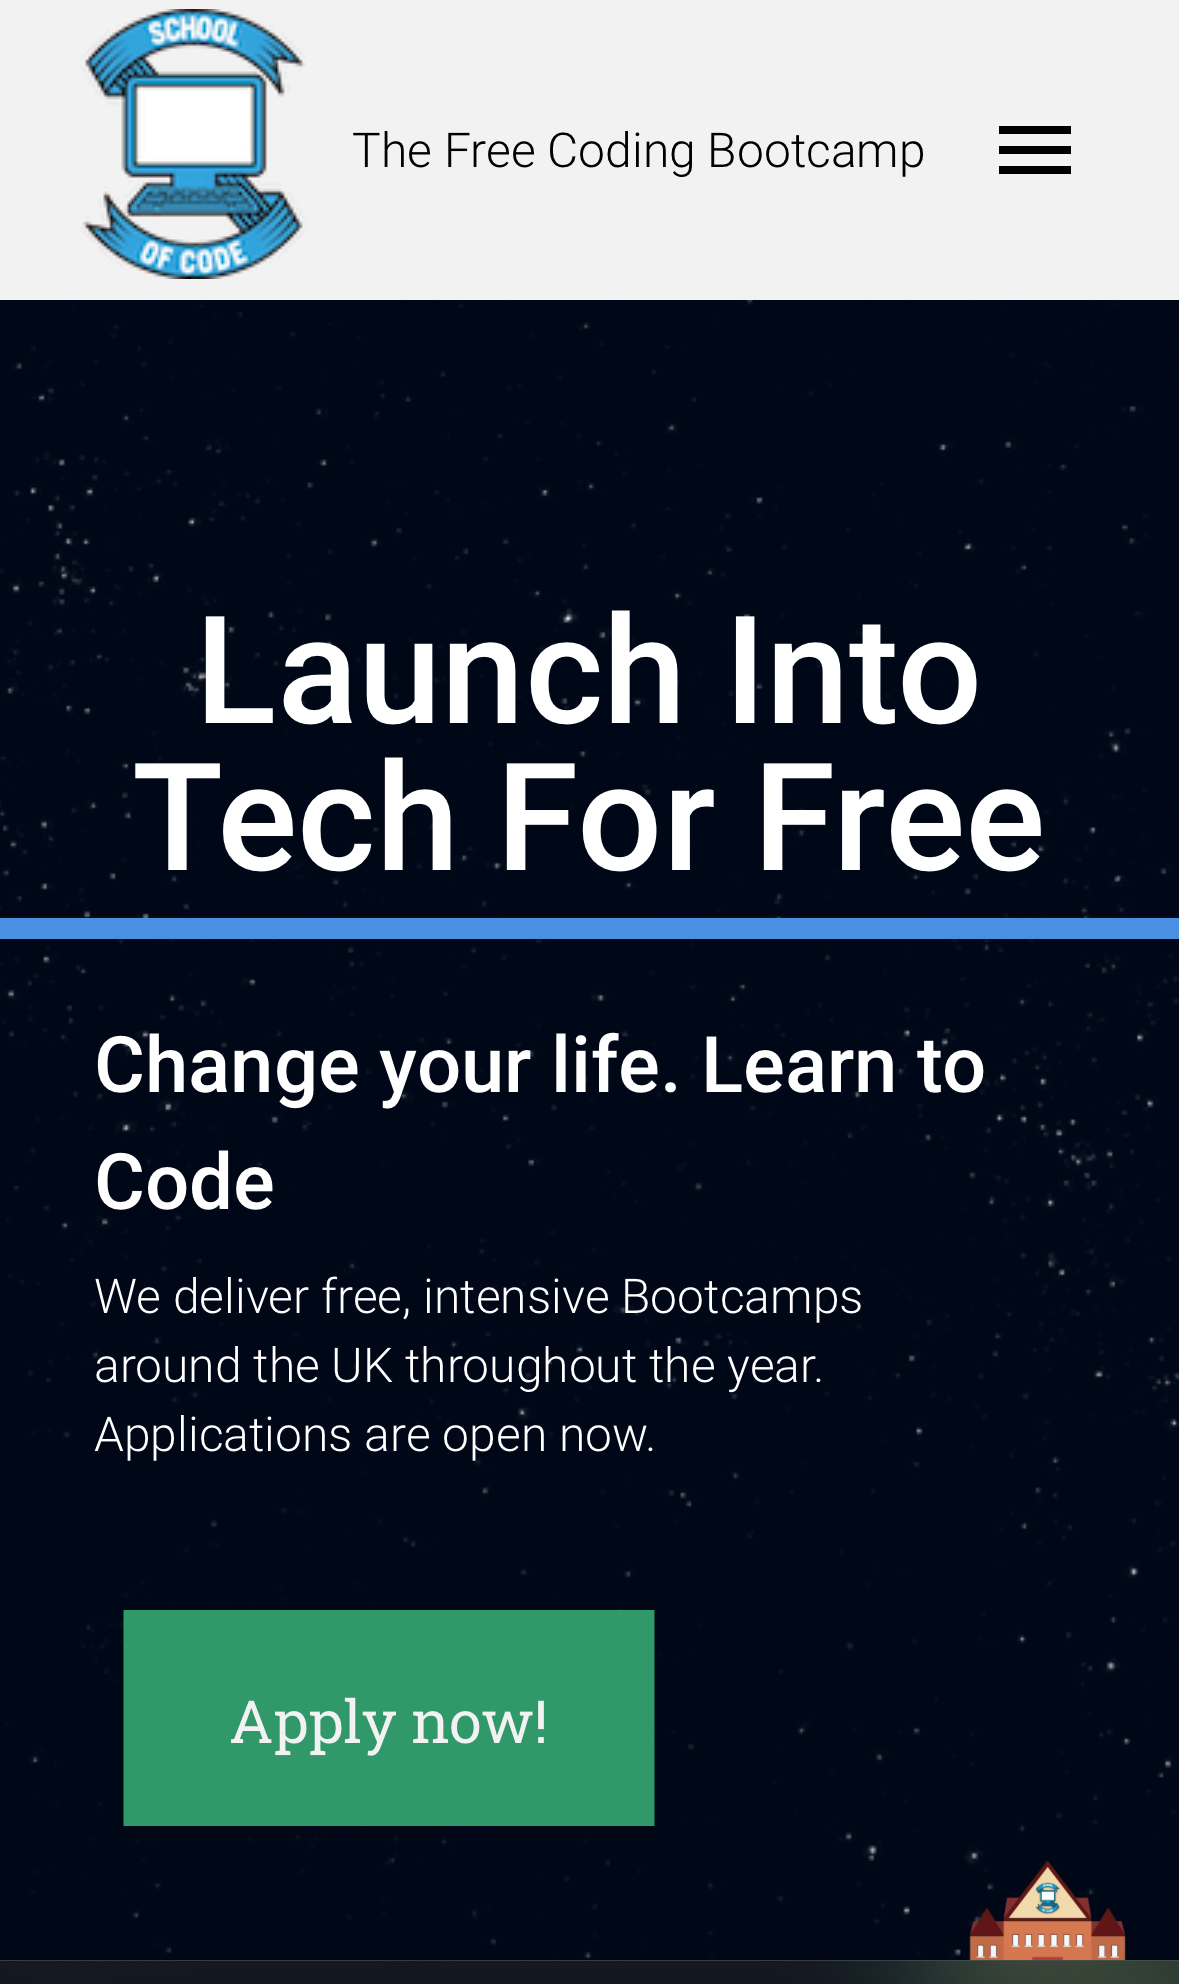 SCHOOL
OF CODE
The Free Coding Bootcamp
Launch Into
Tech For Free
Change your life. Learn to
Code
We deliver free, intensive Bootcamps
around the UK throughout the year.
Applications are open now.
Apply now!